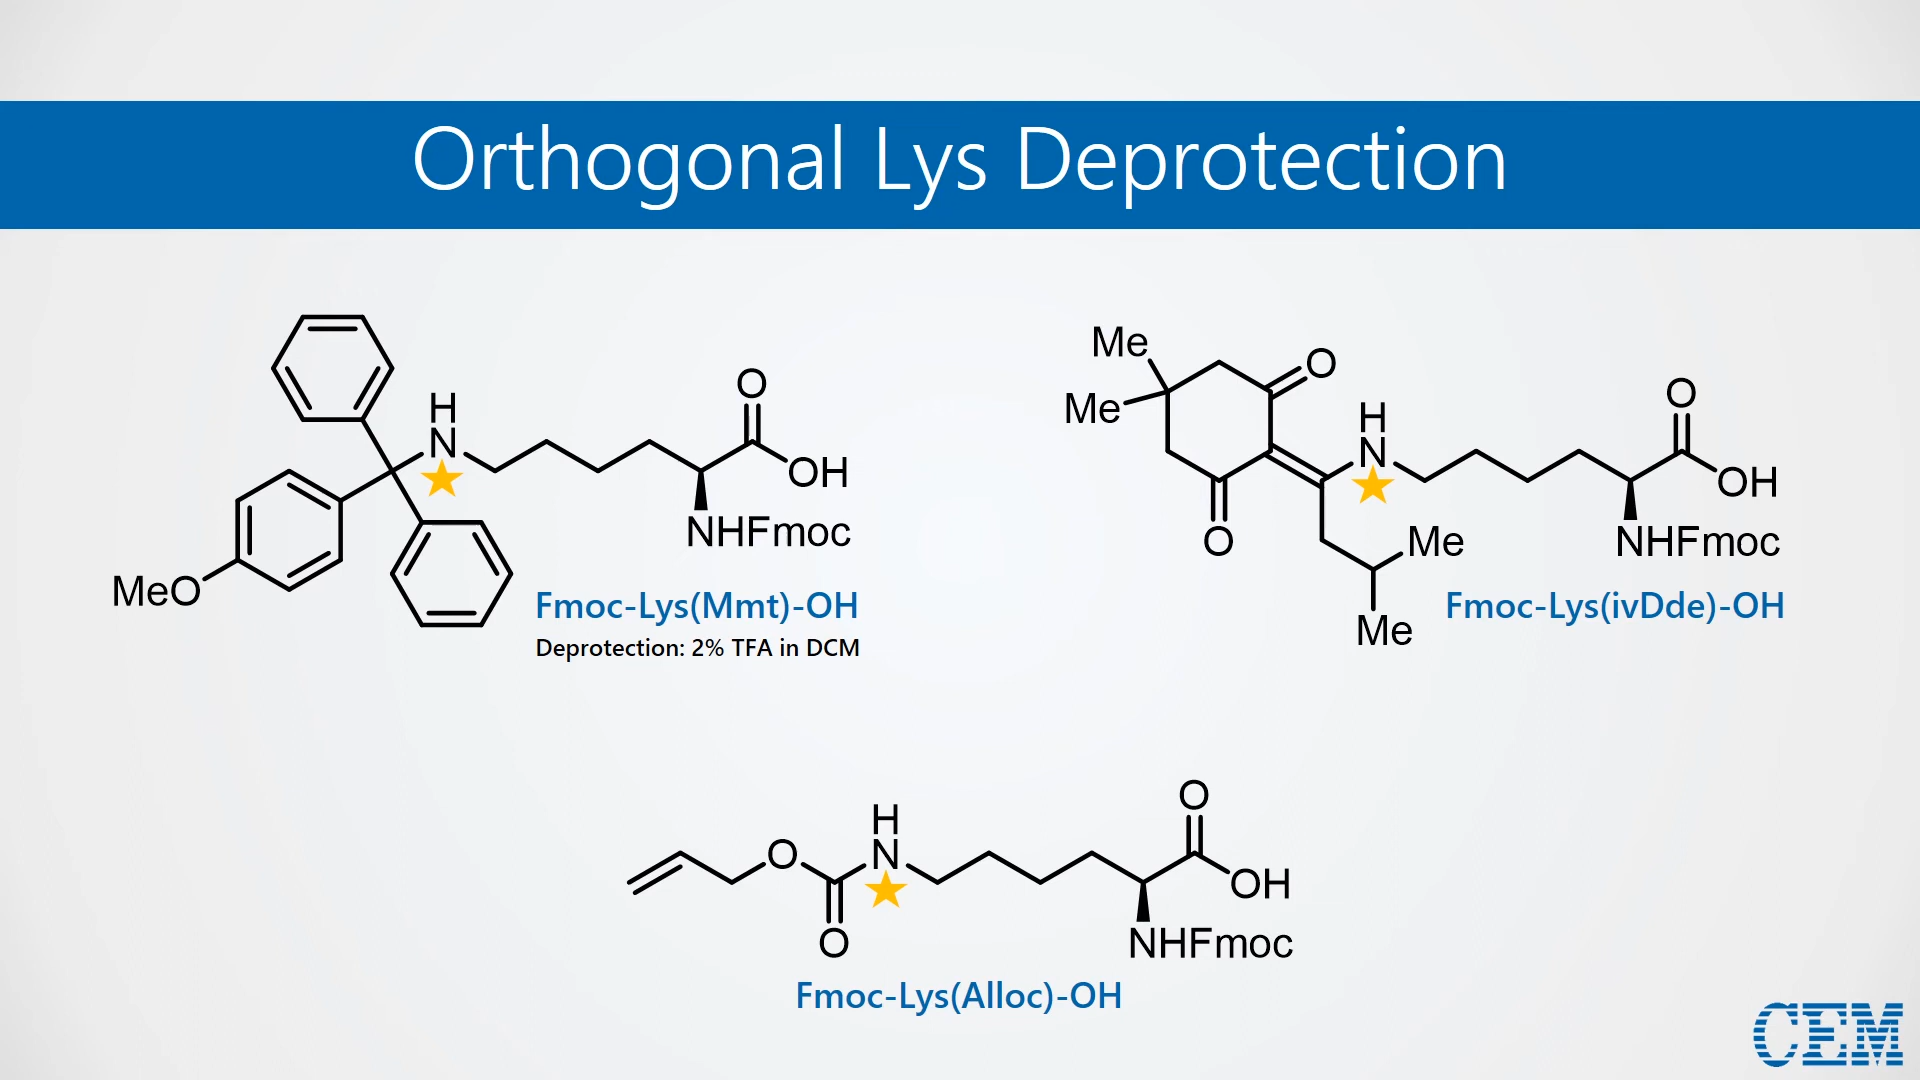 Orthogonal Lys Deprotection
H
N
O
OH
NHFmoc
MeO
Fmoc-Lys(Mmt)-OH
Deprotection: 2% TFA in DCM
Me
Me
O
O
H
N
O
OH
NHFmoc
Me
Me
Fmoc-Lys(ivDde)-OH
O
O
H
N
O
OH
NHFmoc
Fmoc-Lys(Alloc)-OH
CEM